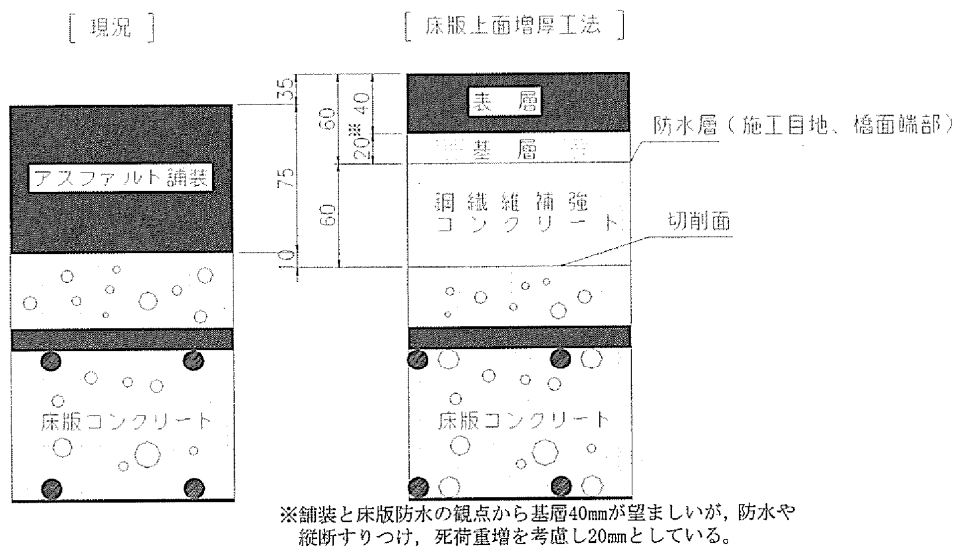 [ 現況 ]
[ 床版上面増厚工法 ]
35
75
10
60
60
40
20※
アスファルト舗装
表 層
基 層
鋼繊維補強
コンクリート
防水層(施工目地、橋面端部)
切削面
床版コンクリート
床版コンクリート
※舗装と床版防水の観点から基層40mmが望ましいが,防水や
縦断すりつけ,死荷重増を考慮し20mmとしている。